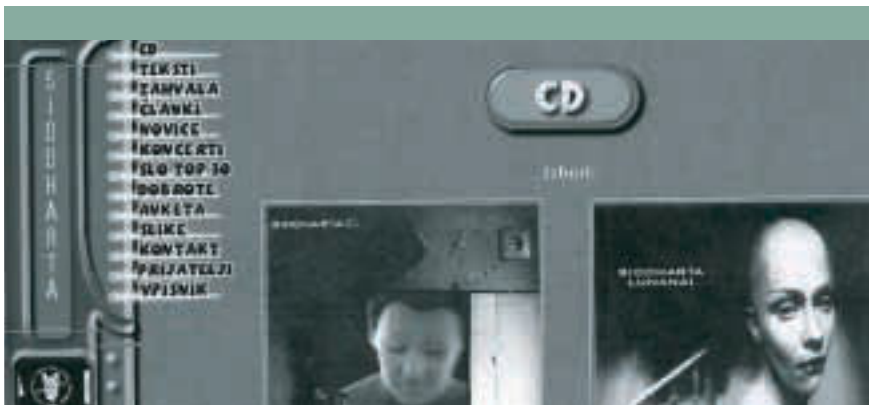 SIDDHARTA
CD
TEKSTI
ZAHVALA
ČLANKI
NOVICE
KONCERTI
SLO TOP 30
DOBROTE
ANKETA
SLIKE
KONTAKT
PRIJATELJI
VPISNIK
CD
Izberi:
SIDDHARTA
LUNANAI